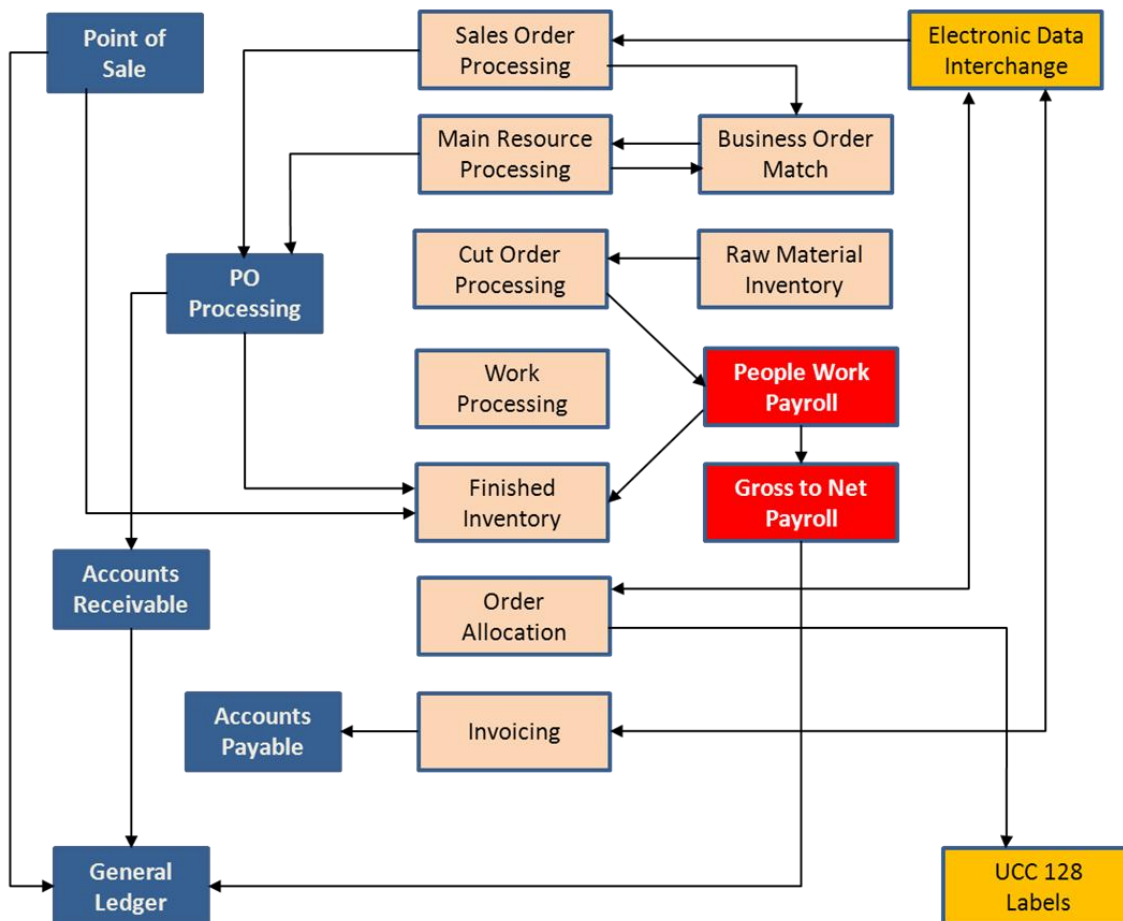 Point of
Sale
Sales Order
Processing
Electronic Data
Interchange
Main Resource
Processing
Business Order
Match
PO
Processing
Cut Order
Processing
Raw Material
Inventory
Work
Processing
People Work
Payroll
Finished
Inventory
Gross to Net
Payroll
Accounts
Receivable
Order
Allocation
Accounts
Payable
Invoicing
General
Ledger
UCC 128
Labels